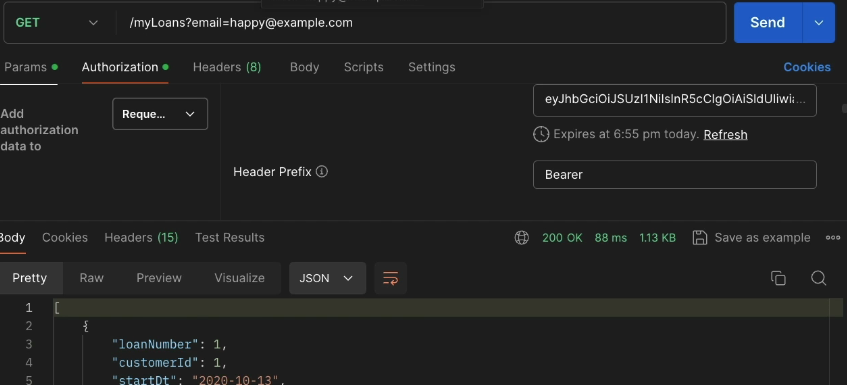 GET
/myLoans?email=happy@example.com
Send
Params
Authorization
Headers (8)
Body
Scripts
Settings
Cookies
Add
authorization
data to
Reque...
Expires at 6:55 pm today. Refresh
Header Prefix
Bearer
Body
Cookies
Headers (15)
Test Results
200 OK
88 ms
1.13 KB
Save as example
Pretty
Raw
Preview
Visualize
JSON
1 [
2 {
3 "loanNumber": 1,
4 "customerId": 1,
5 "startDt": "2020-10-13",